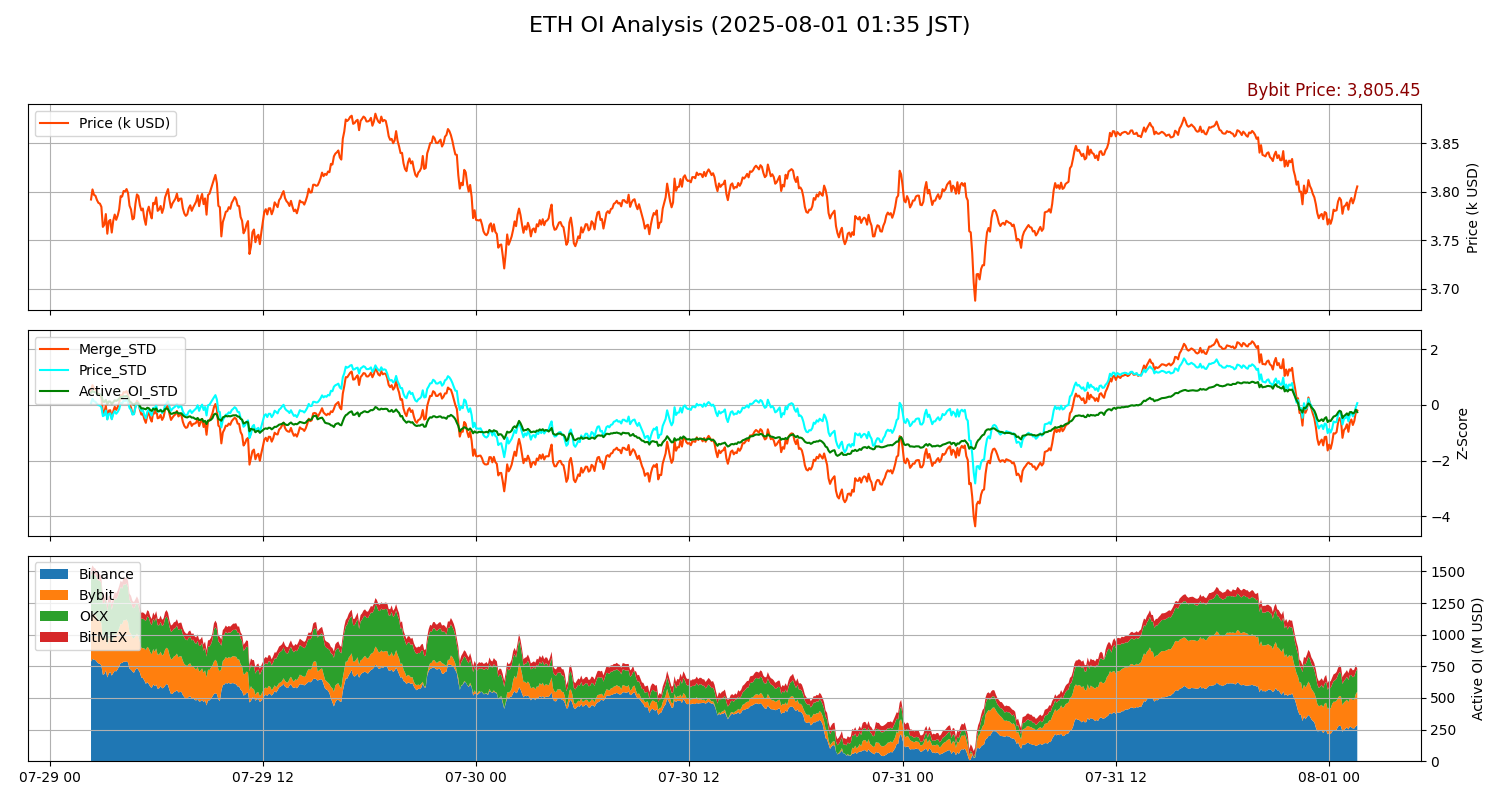 ETH OI Analysis (2025-08-01 01:35 JST)
Bybit Price: 3,805.45
Price (k USD)
3.85
3.80
3.75
3.70
Price (k USD)
Merge_STD
Price_STD
Active_OI_STD
2
0
−2
−4
Z-Score
Binance
Bybit
OKX
BitMEX
1500
1250
1000
750
500
250
0
Active OI (M USD)
07-29 00
07-29 12
07-30 00
07-30 12
07-31 00
07-31 12
08-01 00